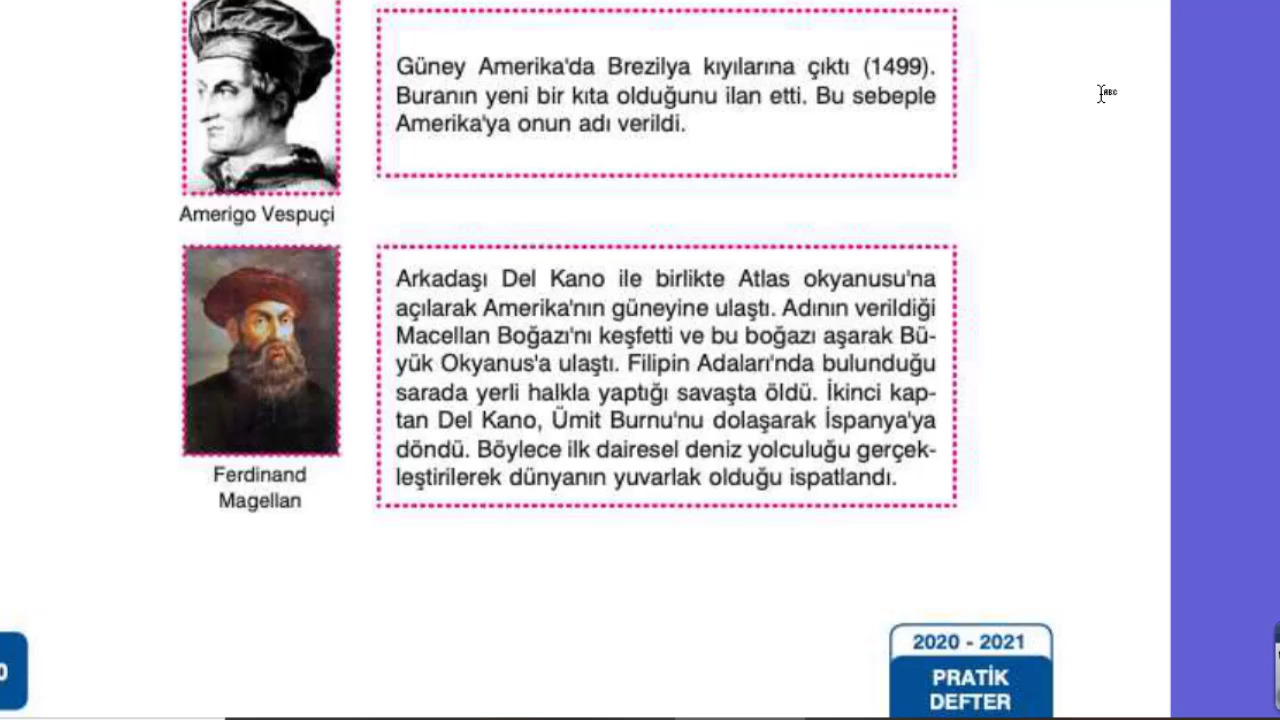 Güney Amerika'da Brezilya kıyılarına çıktı (1499).
Buranın yeni bir kıta olduğunu ilan etti. Bu sebeple
Amerika'ya onun adı verildi.
Amerigo Vespuçi
Arkadaşı Del Kano ile birlikte Atlas okyanusu'na
açılarak Amerika'nın güneyine ulaştı. Adının verildiği
Macellan Boğazı'nı keşfetti ve bu boğazı aşarak Bü-
yük Okyanus'a ulaştı. Filipin Adaları'nda bulunduğu
sarada yerli halkla yaptığı savaşta öldü. İkinci kap-
tan Del Kano, Ümit Burnu'nu dolaşarak İspanya'ya
döndü. Böylece ilk dairesel deniz yolculuğu gerçek-
leştirilerek dünyanın yuvarlak olduğu ispatlandı.
Ferdinand
Magellan
0
2020 - 2021
PRATİK
DEFTER
ABC